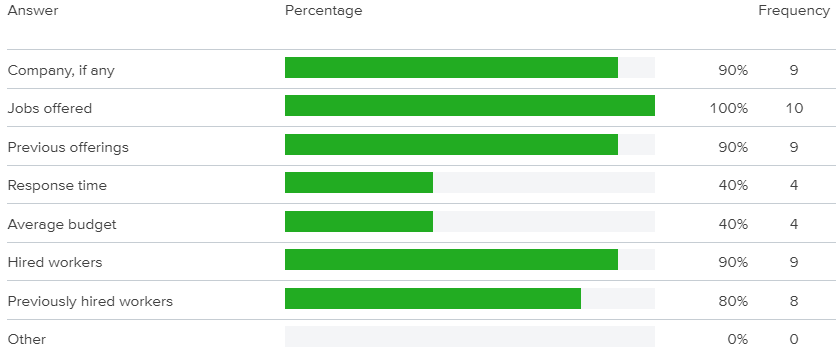 Answer Percentage Frequency
Company, if any 90% 9
Jobs offered 100% 10
Previous offerings 90% 9
Response time 40% 4
Average budget 40% 4
Hired workers 90% 9
Previously hired workers 80% 8
Other 0% 0